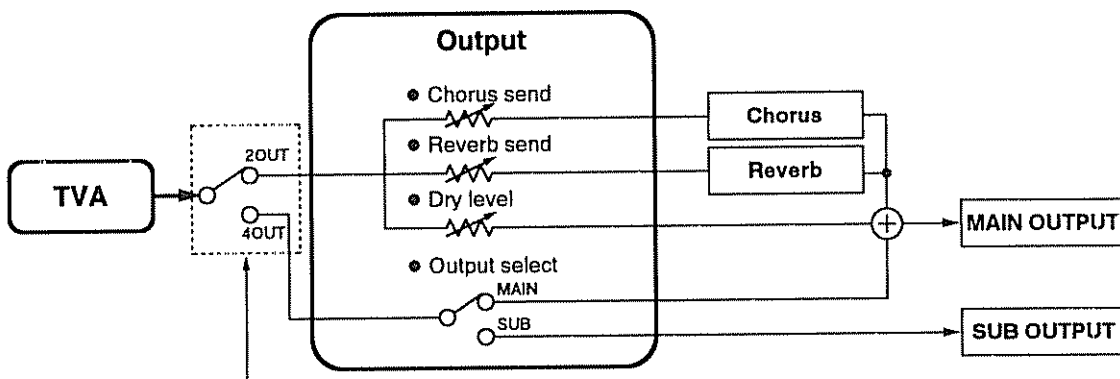 Output
● Chorus send
Chorus
● Reverb send
2OUT
Reverb
TVA
● Dry level
4OUT
MAIN OUTPUT
● Output select
MAIN
SUB
SUB OUTPUT